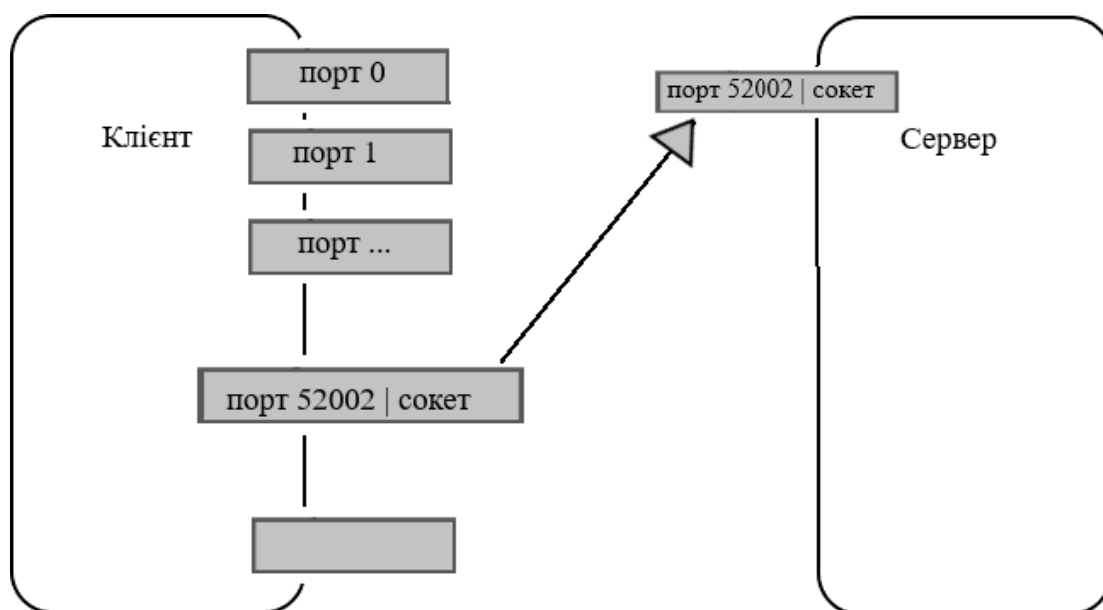 порт 0
порт 52002 | сокет
Клієнт
Сервер
порт 1
порт ...
порт 52002 | сокет